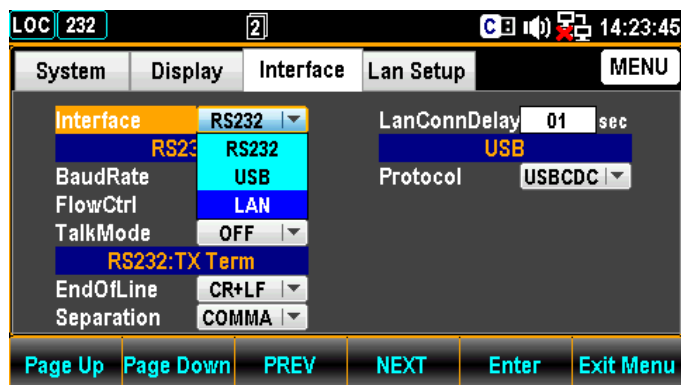 LOC 232 2 C 14:23:45
System Display Interface Lan Setup MENU
Interface RS232 LanConnDelay 01 sec
RS23 RS232 USB
BaudRate USB Protocol USBCDC
FlowCtrl LAN
TalkMode OFF
RS232:TX Term
EndOfLine CR+LF
Separation COMMA
Page Up Page Down PREV NEXT Enter Exit Menu